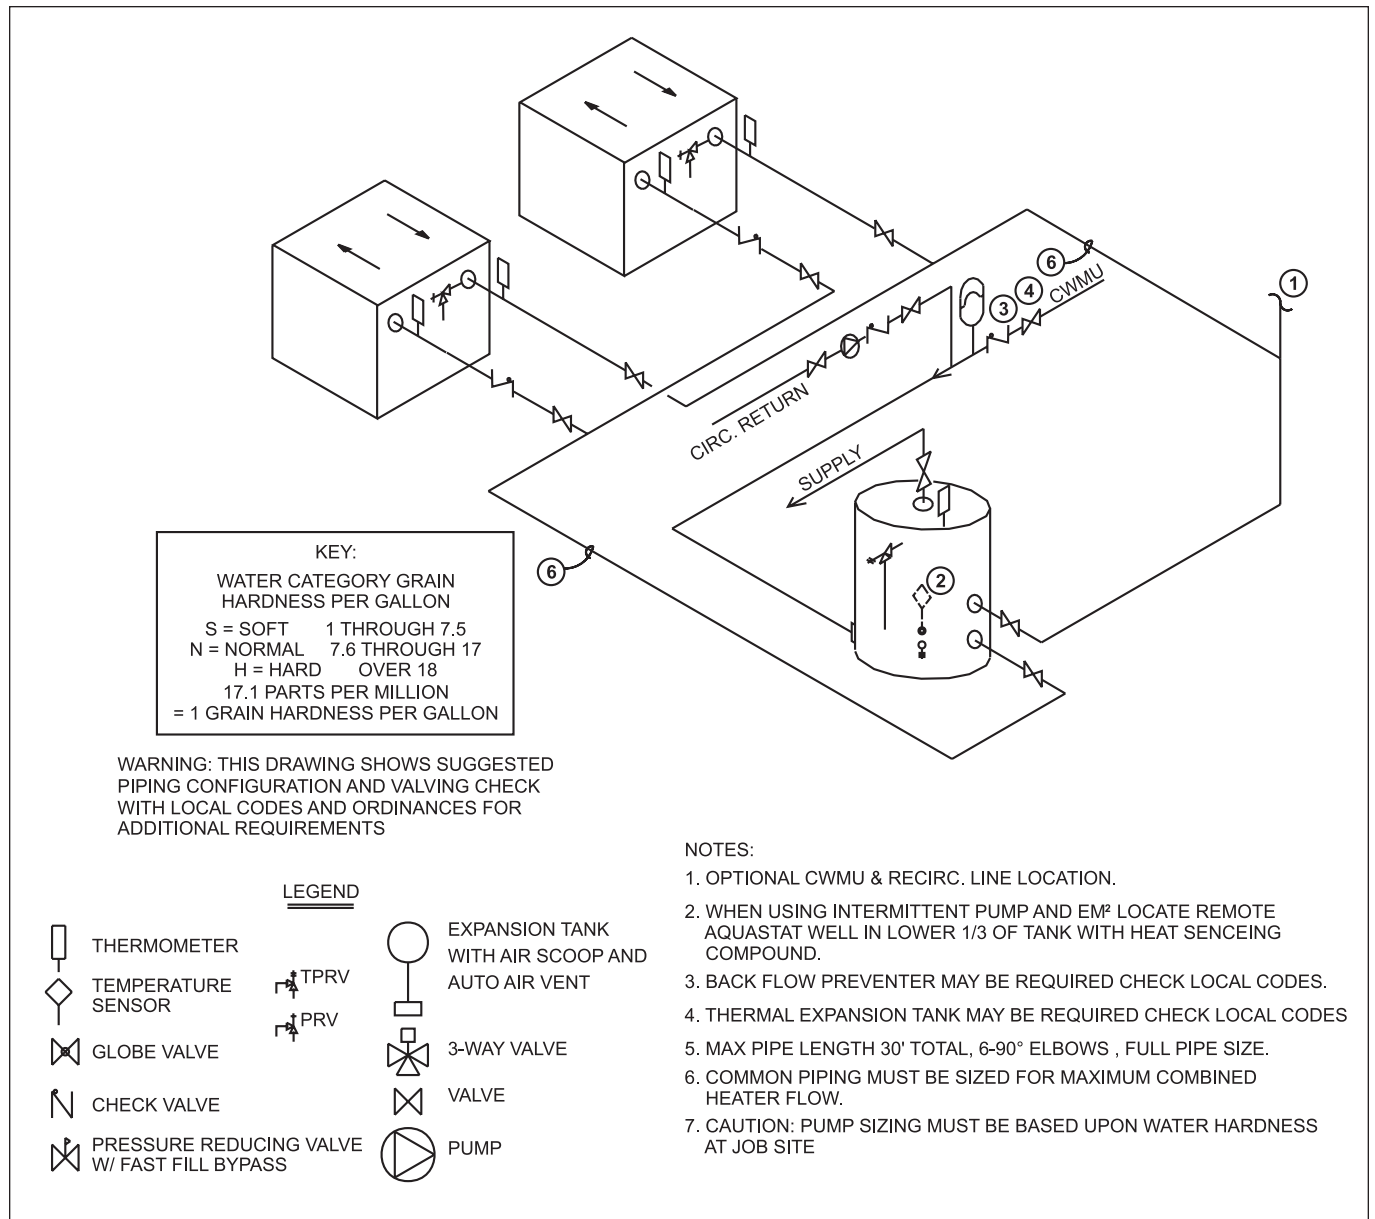 6
1
4
3
CWMU
CIRC. RETURN
SUPPLY
2
6
KEY:
WATER CATEGORY GRAIN
HARDNESS PER GALLON
S = SOFT 1 THROUGH 7.5
N = NORMAL 7.6 THROUGH 17
H = HARD OVER 18
17.1 PARTS PER MILLION
= 1 GRAIN HARDNESS PER GALLON
WARNING: THIS DRAWING SHOWS SUGGESTED
PIPING CONFIGURATION AND VALVING CHECK
WITH LOCAL CODES AND ORDINANCES FOR
ADDITIONAL REQUIREMENTS
LEGEND
THERMOMETER
TEMPERATURE
SENSOR
GLOBE VALVE
CHECK VALVE
PRESSURE REDUCING VALVE
W/ FAST FILL BYPASS
TPRV
PRV
EXPANSION TANK
WITH AIR SCOOP AND
AUTO AIR VENT
3-WAY VALVE
VALVE
PUMP
NOTES:
1. OPTIONAL CWMU & RECIRC. LINE LOCATION.
2. WHEN USING INTERMITTENT PUMP AND EM² LOCATE REMOTE
AQUASTAT WELL IN LOWER 1/3 OF TANK WITH HEAT SENCEING
COMPOUND.
3. BACK FLOW PREVENTER MAY BE REQUIRED CHECK LOCAL CODES.
4. THERMAL EXPANSION TANK MAY BE REQUIRED CHECK LOCAL CODES
5. MAX PIPE LENGTH 30' TOTAL, 6-90° ELBOWS , FULL PIPE SIZE.
6. COMMON PIPING MUST BE SIZED FOR MAXIMUM COMBINED
HEATER FLOW.
7. CAUTION: PUMP SIZING MUST BE BASED UPON WATER HARDNESS
AT JOB SITE